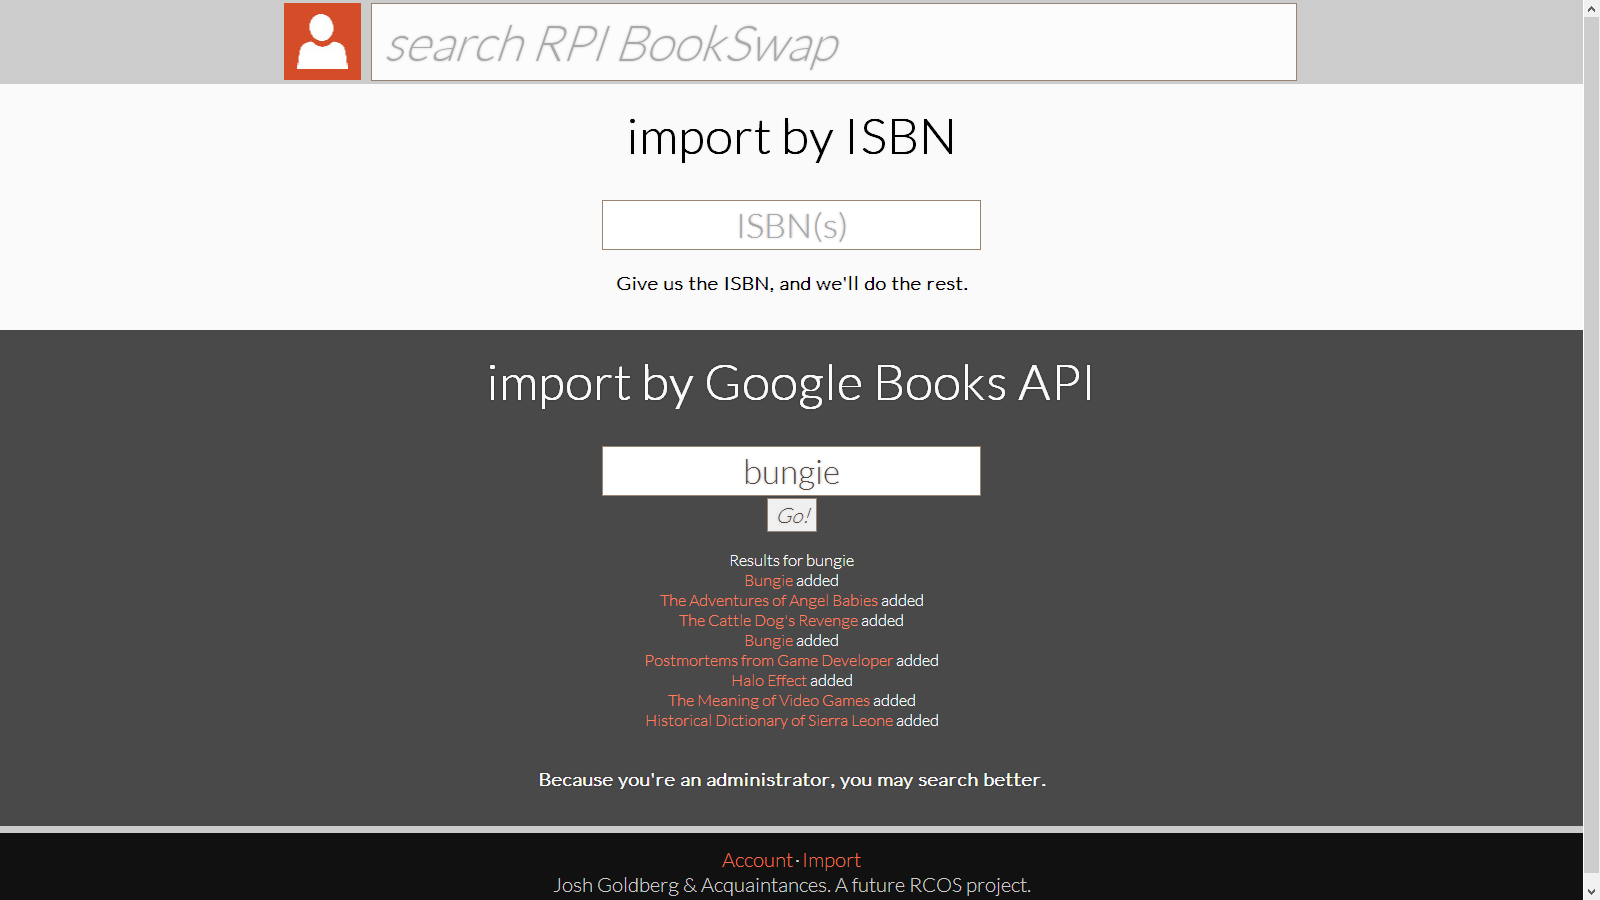 search RPI BookSwap
import by ISBN
ISBN(s)
Give us the ISBN, and we'll do the rest.
import by Google Books API
bungie
Go!
Results for bungie
Bungie added
The Adventures of Angel Babies added
The Cattle Dog's Revenge added
Bungie added
Postmortems from Game Developer added
Halo Effect added
The Meaning of Video Games added
Historical Dictionary of Sierra Leone added
Because you're an administrator, you may search better.
Account · Import
Josh Goldberg & Acquaintances. A future RCOS project.